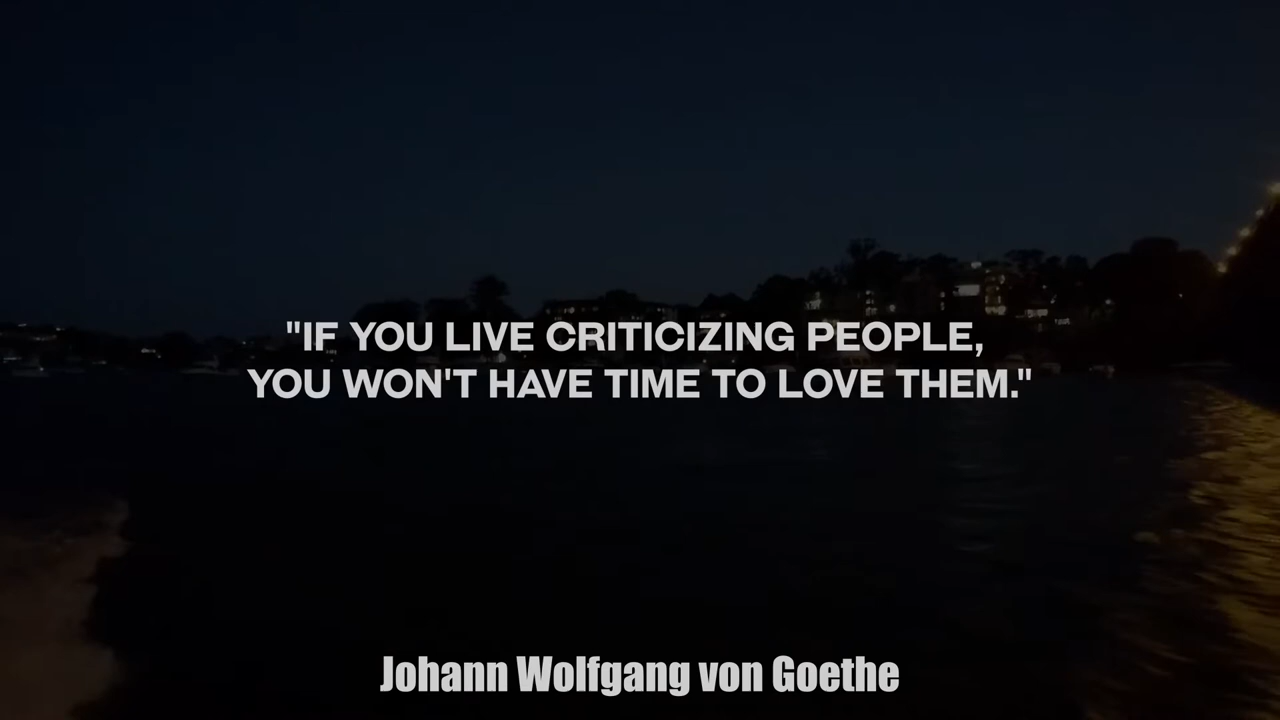 "IF YOU LIVE CRITICIZING PEOPLE,
YOU WON'T HAVE TIME TO LOVE THEM."
Johann Wolfgang von Goethe